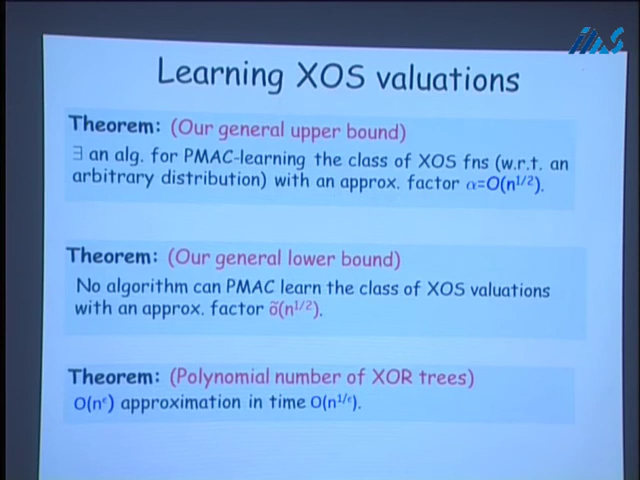 ims
Learning XOS valuations
Theorem: (Our general upper bound)
∃ an alg. for PMAC-learning the class of XOS fns (w.r.t. an
arbitrary distribution) with an approx. factor α=O(n^{1/2}).
Theorem: (Our general lower bound)
No algorithm can PMAC learn the class of XOS valuations
with an approx. factor õ(n^{1/2}).
Theorem: (Polynomial number of XOR trees)
O(n^ε) approximation in time O(n^{1/ε}).